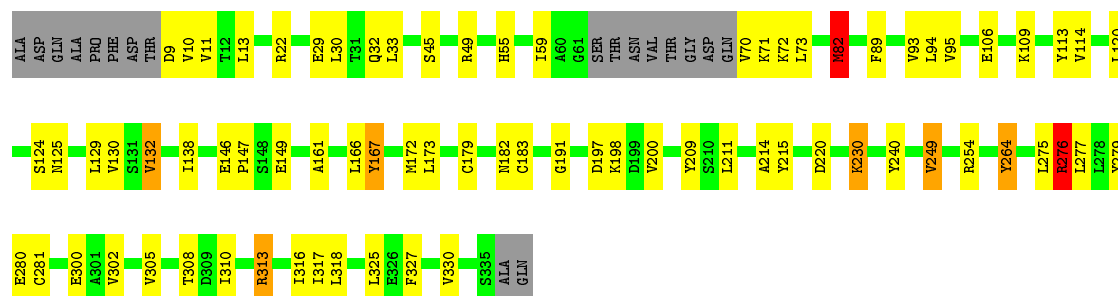 ALA ASP GLN ALA PRO PHE ASP THR D9 V10 V11 T12 L13 R22 E29 L30 T31 Q32 L33 S45 R49 H55 I59 A60 G61 SER THR ASN VAL THR GLY ASP GLN V70 K71 K72 L73 M82 F89 V93 L94 V95 E106 K109 Y113 V114 L120
S124 N125 L129 V130 S131 V132 I138 E146 P147 S148 E149 A161 L166 Y167 M172 L173 C179 N182 C183 G191 D197 K198 D199 V200 Y209 S210 L211 A214 Y215 D220 K230 Y240 V249 R254 Y264 L275 R276 L277 L278
E280 C281 E300 A301 V302 V305 T308 D309 I310 R313 I316 I317 L318 L325 E326 F327 V330 S335 ALA GLN